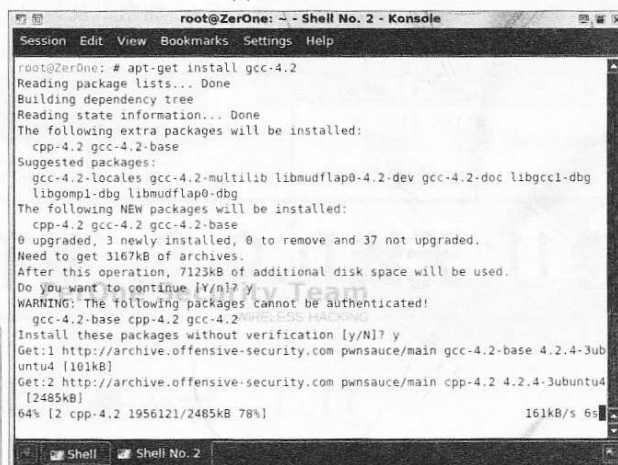 root@ZerOne: ~ - Shell No. 2 - Konsole
Session Edit View Bookmarks Settings Help
root@ZerOne:~# apt-get install gcc-4.2
Reading package lists... Done
Building dependency tree
Reading state information... Done
The following extra packages will be installed:
cpp-4.2 gcc-4.2-base
Suggested packages:
gcc-4.2-locales gcc-4.2-multilib libmudflap0-4.2-dev gcc-4.2-doc libgcc1-dbg
libgomp1-dbg libmudflap0-dbg
The following NEW packages will be installed:
cpp-4.2 gcc-4.2 gcc-4.2-base
0 upgraded, 3 newly installed, 0 to remove and 37 not upgraded.
Need to get 3167kB of archives.
After this operation, 7123kB of additional disk space will be used.
Do you want to continue [Y/n]? y
ZerOne Security Team
WARNING: The following packages cannot be authenticated!
gcc-4.2-base cpp-4.2 gcc-4.2
WIRELESS HACKING
Install these packages without verification [y/N]? y
Get:1 http://archive.offensive-security.com pwnsauce/main gcc-4.2-base 4.2.4-3ub
untu4 [101kB]
Get:2 http://archive.offensive-security.com pwnsauce/main cpp-4.2 4.2.4-3ubuntu4
[2485kB]
64% [2 cpp-4.2 1956121/2485kB 78%] 161kB/s 6s
Shell Shell No. 2